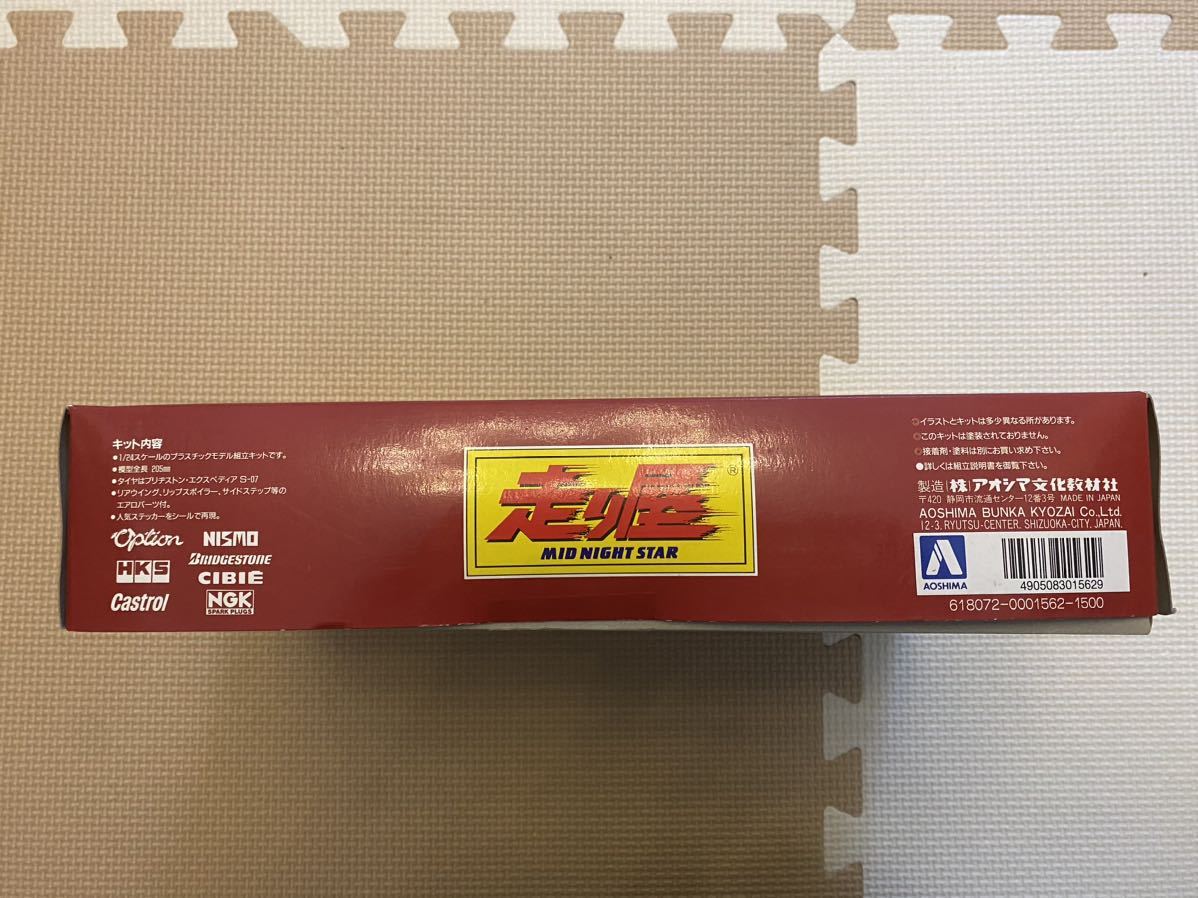 キット内容
●1/24スケールのプラスチックモデル組立キットです。
●模型全長 205㎜
●タイヤはブリヂストン・エクスペディア S-07
●リアウイング、リップスポイラー、サイドステップ等の
エアロパーツ付。
●人気ステッカーをシールで再現。
Option NISMO
HKS BRIDGESTONE
CIBIÉ
Castrol NGK
SPARK PLUGS
走り屋 ®
MID NIGHT STAR
◎イラストとキットは多少異なる所があります。
◎このキットは塗装されておりません。
◎接着剤・塗料は別にお買い求め下さい。
●詳しくは組立説明書を御覧下さい。
製造 (株)アオシマ文化教材社
〒420 静岡市流通センター12番3号 MADE IN JAPAN
AOSHIMA BUNKA KYOZAI Co.,Ltd.
12-3, RYUTSU-CENTER. SHIZUOKA-CITY, JAPAN.
AOSHIMA
4905083015629
618072-0001562-1500